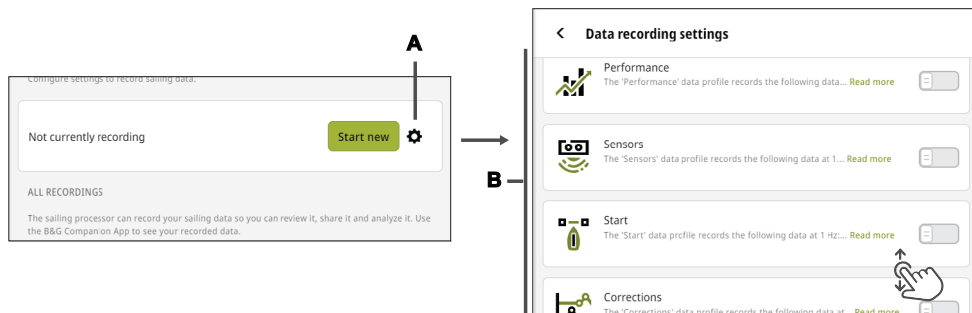 A
Configure settings to record sailing data.
Not currently recording
Start new
ALL RECORDINGS
The sailing processor can record your sailing data so you can review it, share it and analyze it. Use
the B&G Companion App to see your recorded data.
B
Data recording settings
Performance
The 'Performance' data profile records the following data... Read more
Sensors
The 'Sensors' data profile records the following data at 1... Read more
Start
The 'Start' data profile records the following data at 1 Hz:... Read more
Corrections
The 'Corrections' data profile records the following data at... Read more